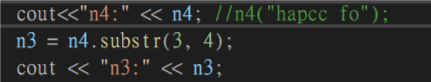 cout<<"n4:" << n4; //n4("hapcc fo");
n3 = n4.substr(3, 4);
cout << "n3:" << n3;